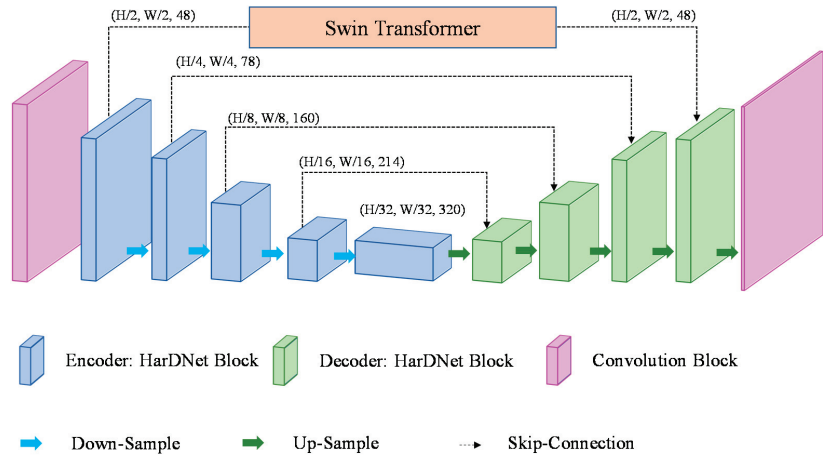 (H/2, W/2, 48)
Swin Transformer
(H/2, W/2, 48)
(H/4, W/4, 78)
(H/8, W/8, 160)
(H/16, W/16, 214)
(H/32, W/32, 320)
Encoder: HarDNet Block
Decoder: HarDNet Block
Convolution Block
Down-Sample
Up-Sample
Skip-Connection